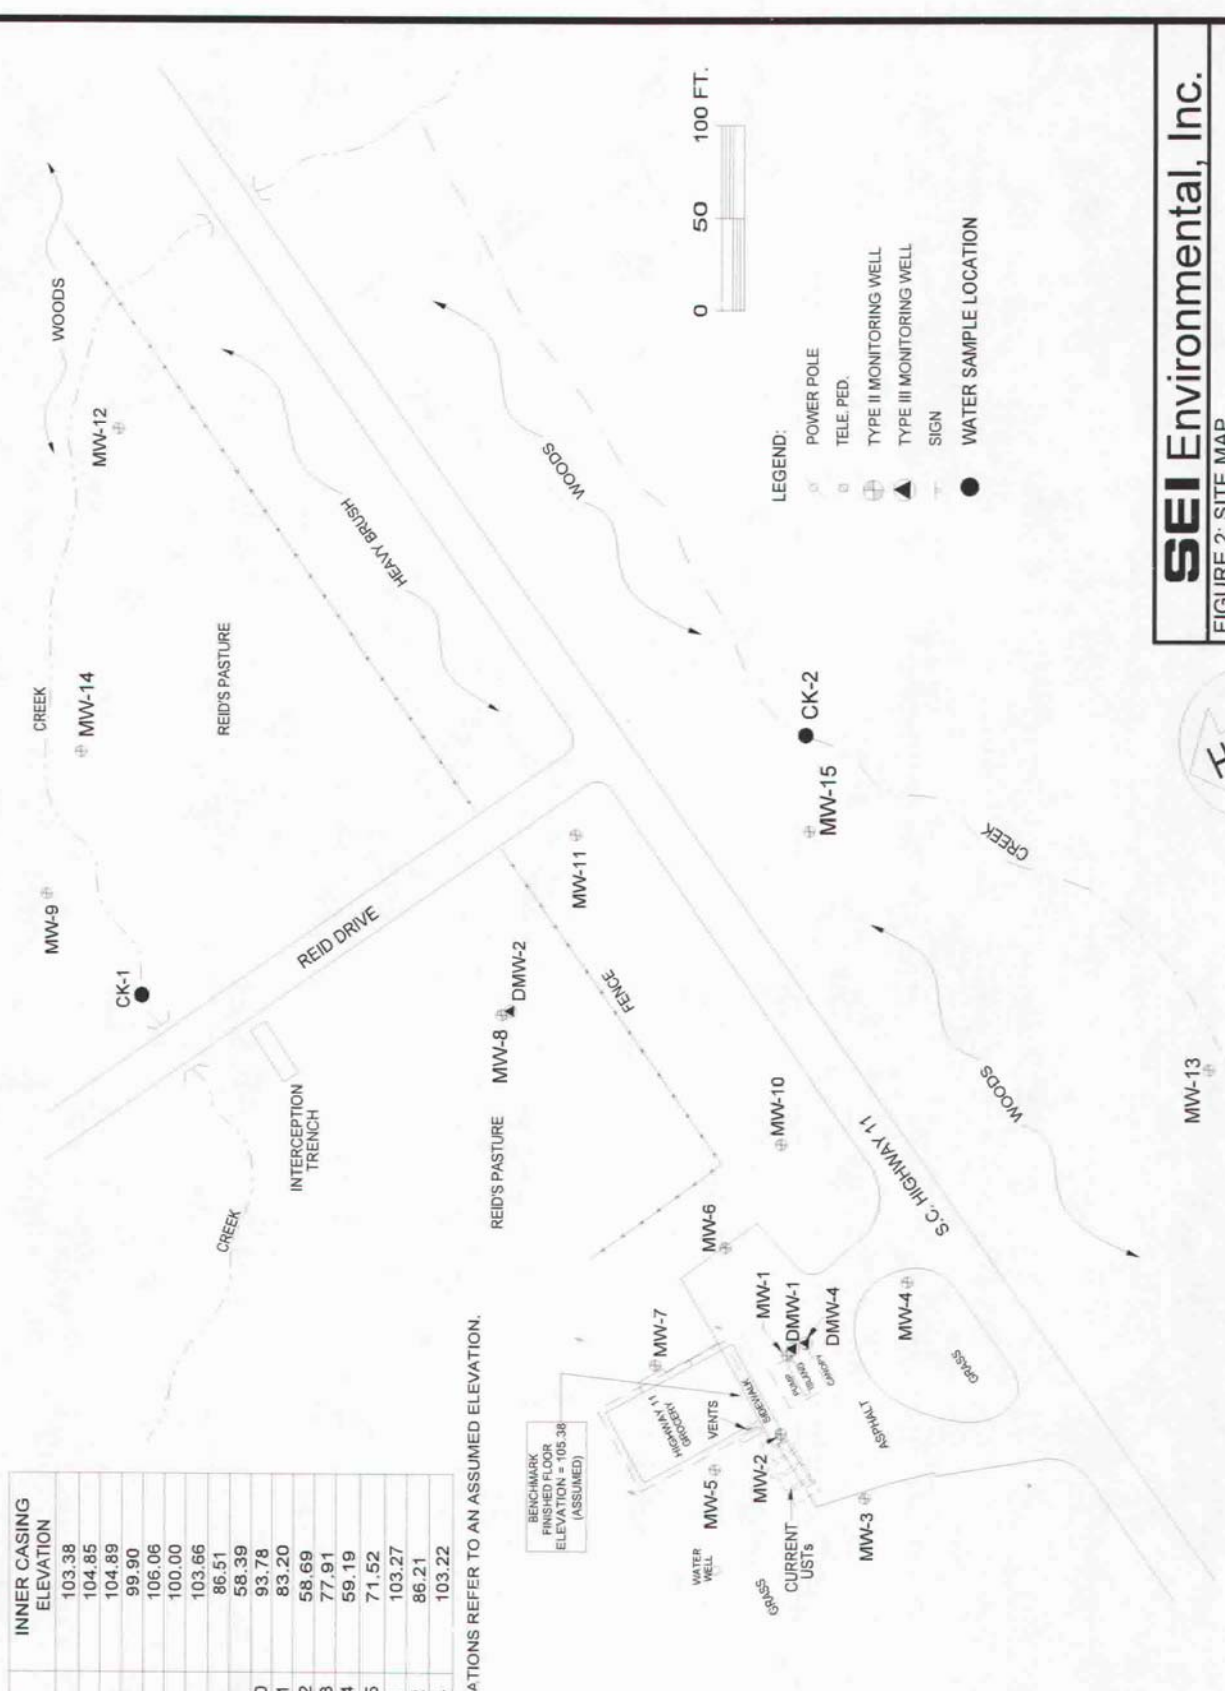 INNER CASING
ELEVATION
103.38
104.85
104.89
99.90
106.06
100.00
103.66
86.51
58.39
93.78
83.20
58.69
77.91
59.19
71.52
103.27
86.21
103.22
ATIONS REFER TO AN ASSUMED ELEVATION.
WOODS
MW-12
CREEK
MW-14
MW-9
CK-1
REID'S PASTURE
HEAVY BRUSH
WOODS
REID DRIVE
INTERCEPTION
TRENCH
CREEK
MW-11
MW-8
DMW-2
FENCE
REID'S PASTURE
MW-10
MW-6
S.C. HIGHWAY 11
MW-7
MW-1
DMW-1
DMW-4
MW-4
GRASS
PUMP
ISLAND
CANOPY
SIDEWALK
HIGHWAY 11
GROCERY
VENTS
ASPHALT
BENCHMARK
FINISHED FLOOR
ELEVATION = 105.38
(ASSUMED)
MW-5
MW-2
MW-3
WATER
WELL
GRASS
CURRENT
USTs
CK-2
MW-15
CREEK
WOODS
MW-13
0 50 100 FT.
LEGEND:
POWER POLE
TELE. PED.
TYPE II MONITORING WELL
TYPE III MONITORING WELL
SIGN
WATER SAMPLE LOCATION
SEI Environmental, Inc.
FIGURE 2: SITE MAP